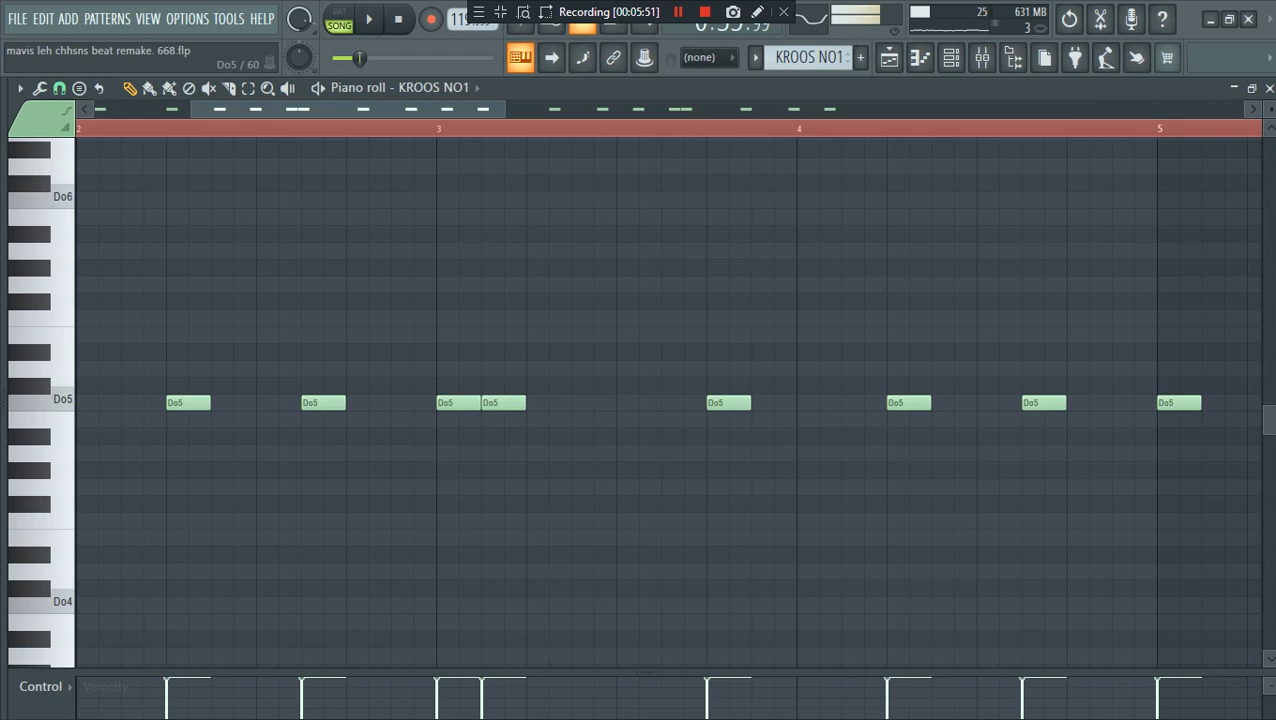 FILE EDIT ADD PATTERNS VIEW OPTIONS TOOLS HELP
PAT
SONG
Recording [00:05:51]
25
631 MB
3
mavis leh chhsns beat remake. 668.flp
Do5 / 60
(none)
KROOS NO1
Piano roll - KROOS NO1
2
3
4
5
Do6
Do5
Do5
Do5
Do5
Do5
Do5
Do5
Do5
Do5
Do4
Control
Velocity